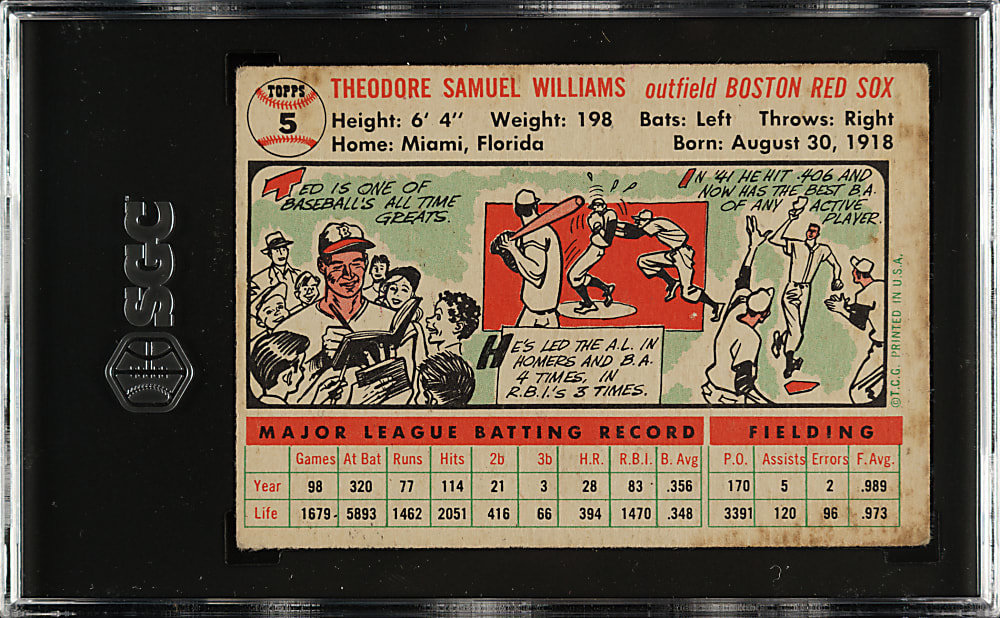 SGC
TOPPS
5
THEODORE SAMUEL WILLIAMS outfield BOSTON RED SOX
Height: 6' 4" Weight: 198 Bats: Left Throws: Right
Home: Miami, Florida Born: August 30, 1918
TED IS ONE OF
BASEBALL'S ALL TIME
GREATS.
B
HE'S LED THE A.L. IN
HOMERS AND B.A.
4 TIMES, IN
R.B.I.'s 3 TIMES.
IN '41 HE HIT .406 AND
NOW HAS THE BEST B.A.
OF ANY ACTIVE
PLAYER.
©T.C.G. PRINTED IN U.S.A.
MAJOR LEAGUE BATTING RECORD FIELDING
Games At Bat Runs Hits 2b 3b H.R. R.B.I. B. Avg P.O. Assists Errors F. Avg.
Year 98 320 77 114 21 3 28 83 .356 170 5 2 .989
Life 1679 5893 1462 2051 416 66 394 1470 .348 3391 120 96 .973